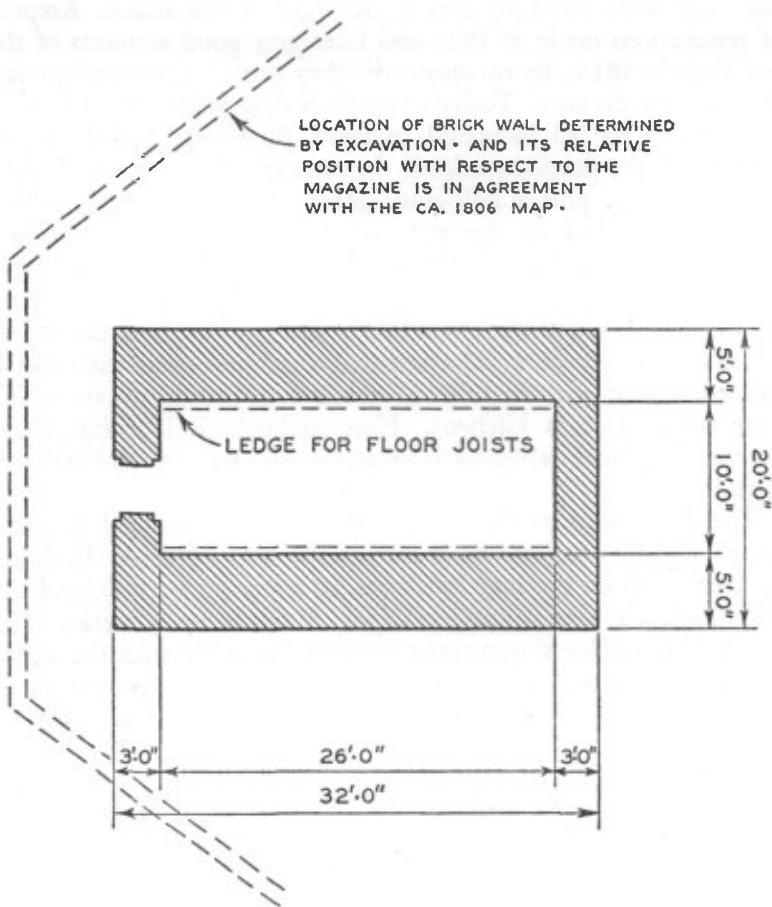 LOCATION OF BRICK WALL DETERMINED
BY EXCAVATION · AND ITS RELATIVE
POSITION WITH RESPECT TO THE
MAGAZINE IS IN AGREEMENT
WITH THE CA. 1806 MAP ·
LEDGE FOR FLOOR JOISTS
5'·0"
10'·0"
20'·0"
5'·0"
3'·0"
26'·0"
3'·0"
32'·0"